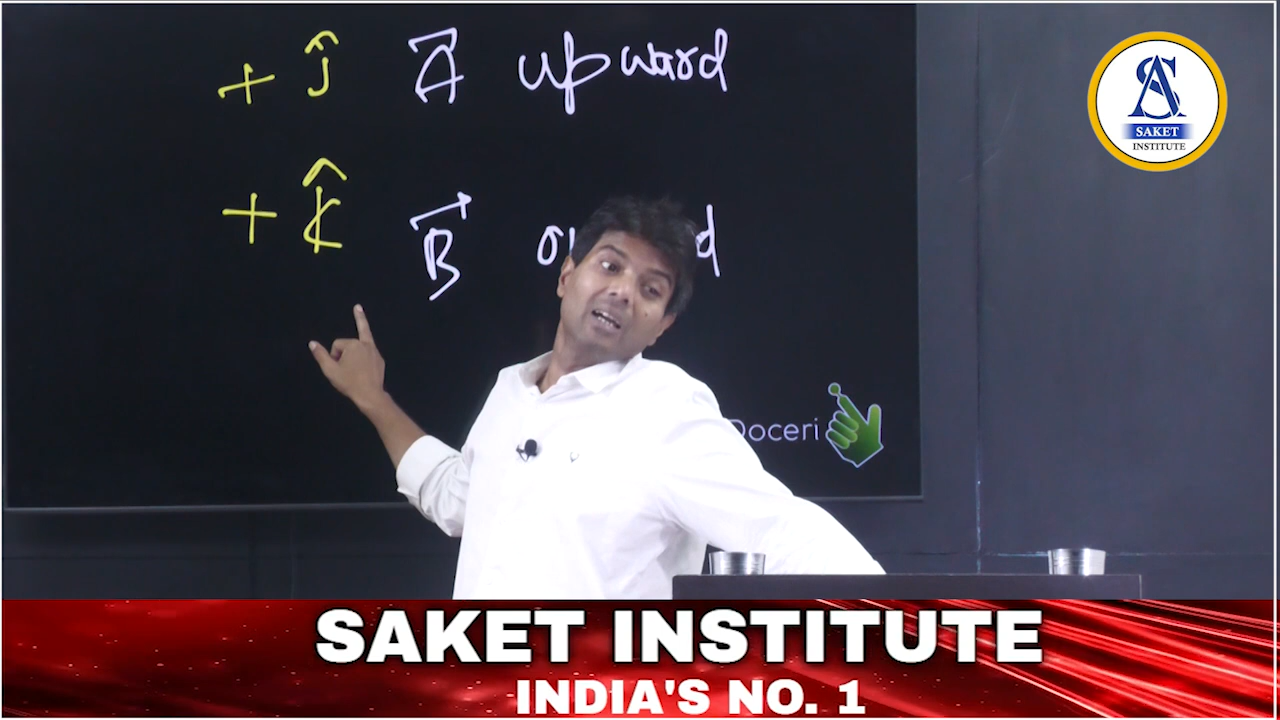 + ĵ A⃗ upward
+ k̂ B⃗
SAKET
INSTITUTE
Doceri
SAKET INSTITUTE
INDIA'S NO. 1